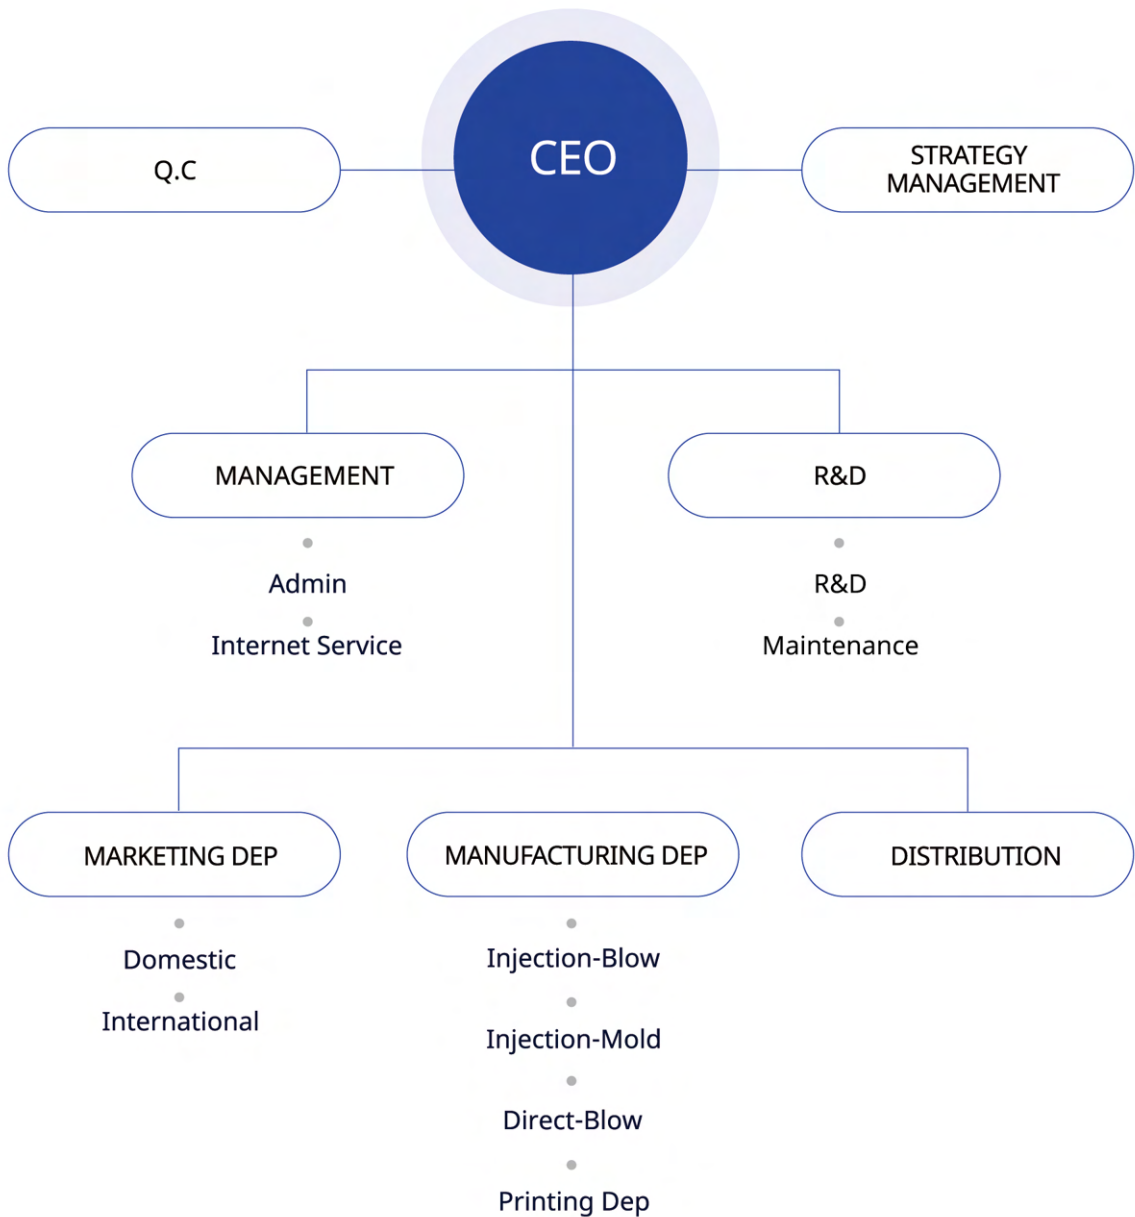 CEO
Q.C
STRATEGY
MANAGEMENT
MANAGEMENT
R&D
Admin
R&D
Internet Service
Maintenance
MARKETING DEP
MANUFACTURING DEP
DISTRIBUTION
Domestic
Injection-Blow
International
Injection-Mold
Direct-Blow
Printing Dep